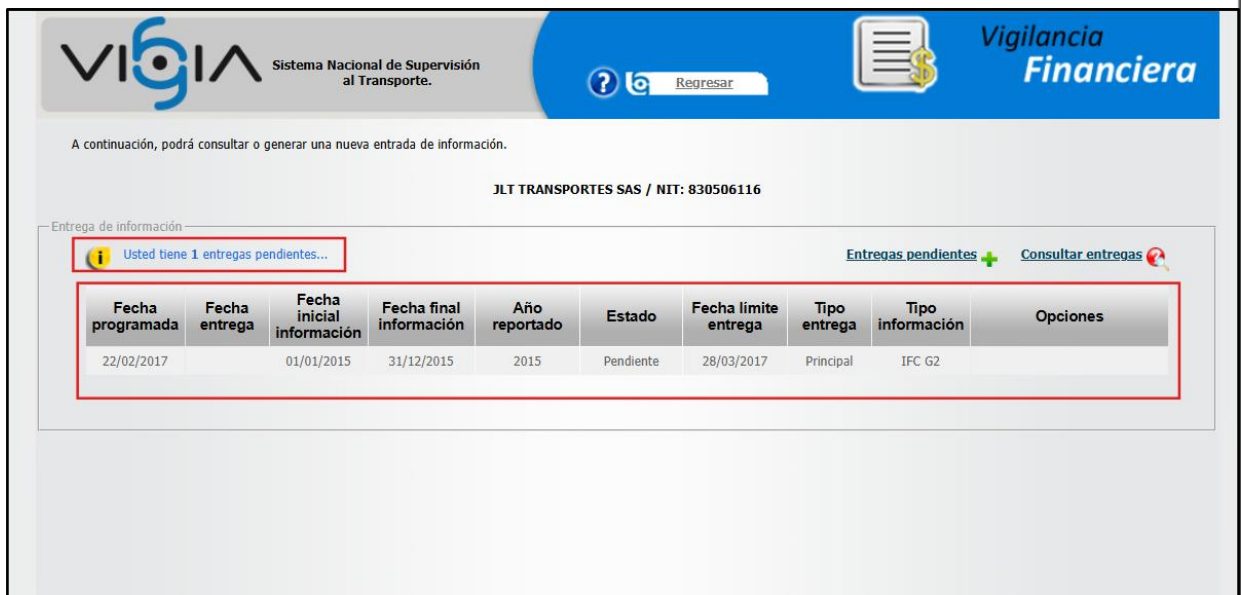 VIGIA
Sistema Nacional de Supervisión
al Transporte.
Regresar
Vigilancia
Financiera
A continuación, podrá consultar o generar una nueva entrada de información.
JLT TRANSPORTES SAS / NIT: 830506116
Entrega de información
Usted tiene 1 entregas pendientes...
Entregas pendientes
Consultar entregas
Fecha programada
Fecha entrega
Fecha inicial información
Fecha final información
Año reportado
Estado
Fecha limite entrega
Tipo entrega
Tipo información
Opciones
22/02/2017
01/01/2015
31/12/2015
2015
Pendiente
28/03/2017
Principal
IFC G2